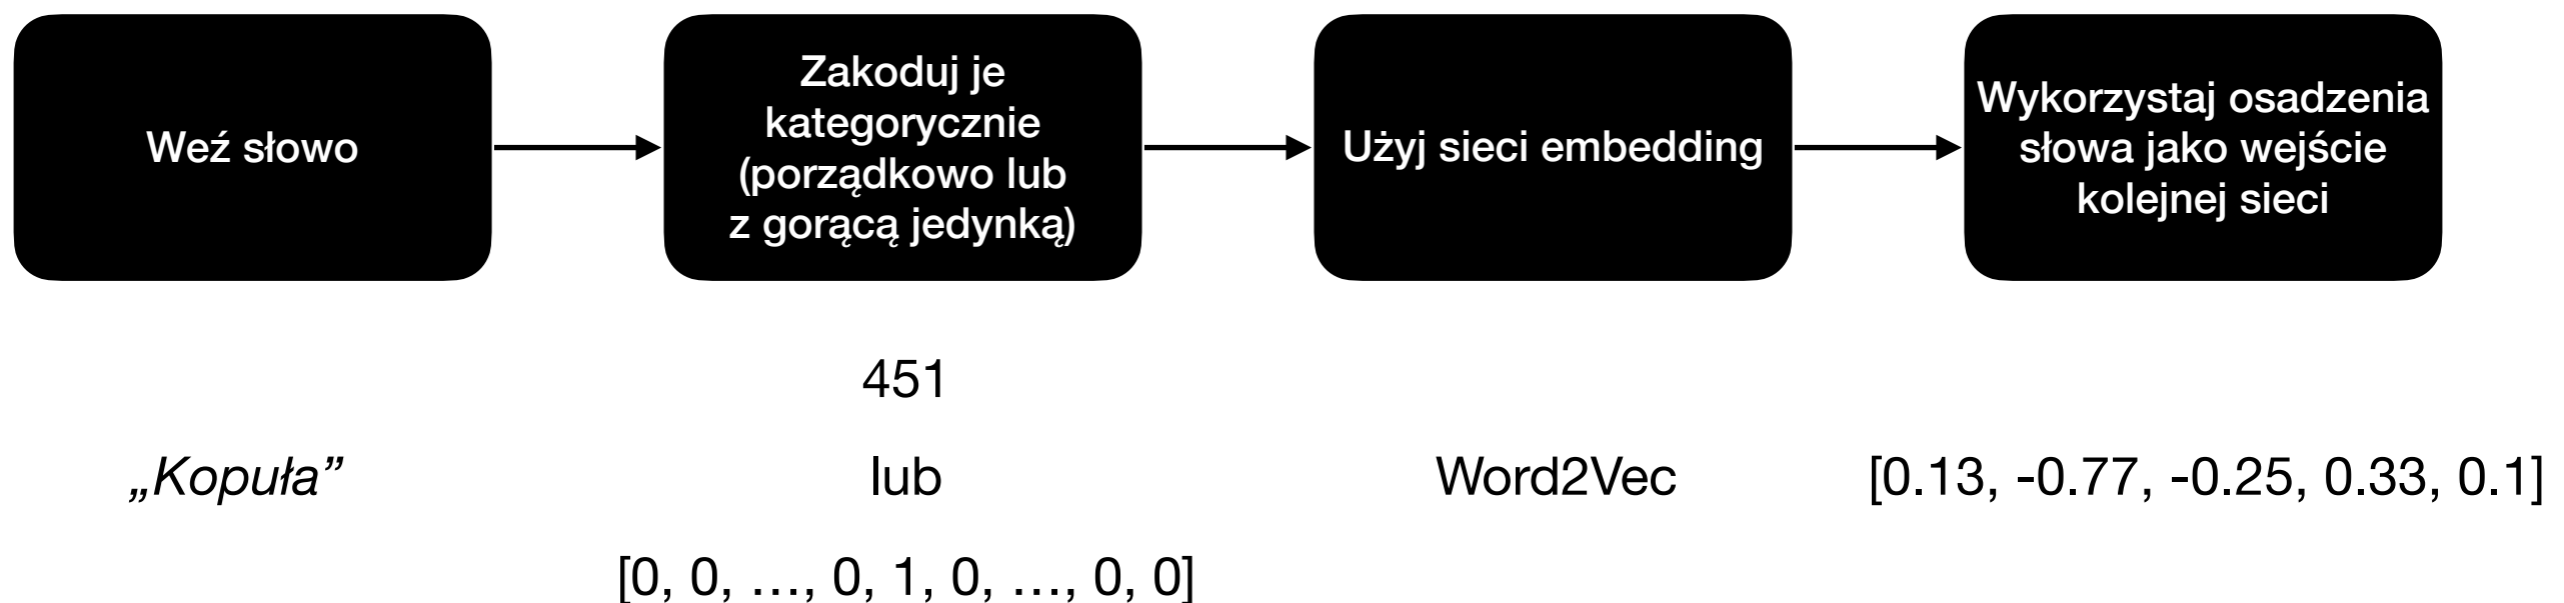 Weź słowo
Zakoduj je
kategorycznie
(porządkowo lub
z gorącą jedynką)
Użyj sieci embedding
Wykorzystaj osadzenia
słowa jako wejście
kolejnej sieci
„Kopuła”
451
lub
[0, 0, …, 0, 1, 0, …, 0, 0]
Word2Vec
[0.13, -0.77, -0.25, 0.33, 0.1]